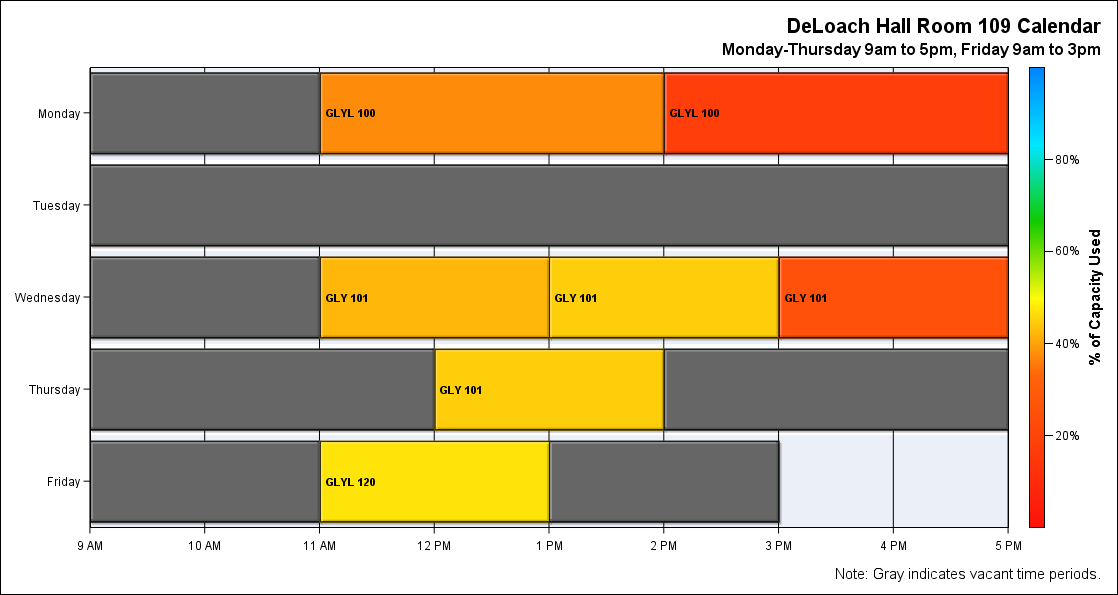 DeLoach Hall Room 109 Calendar
Monday-Thursday 9am to 5pm, Friday 9am to 3pm
Monday
GLYL 100
GLYL 100
80%
Tuesday
60%
Wednesday
GLY 101
GLY 101
GLY 101
% of Capacity Used
40%
Thursday
GLY 101
20%
Friday
GLYL 120
9 AM
10 AM
11 AM
12 PM
1 PM
2 PM
3 PM
4 PM
5 PM
Note: Gray indicates vacant time periods.